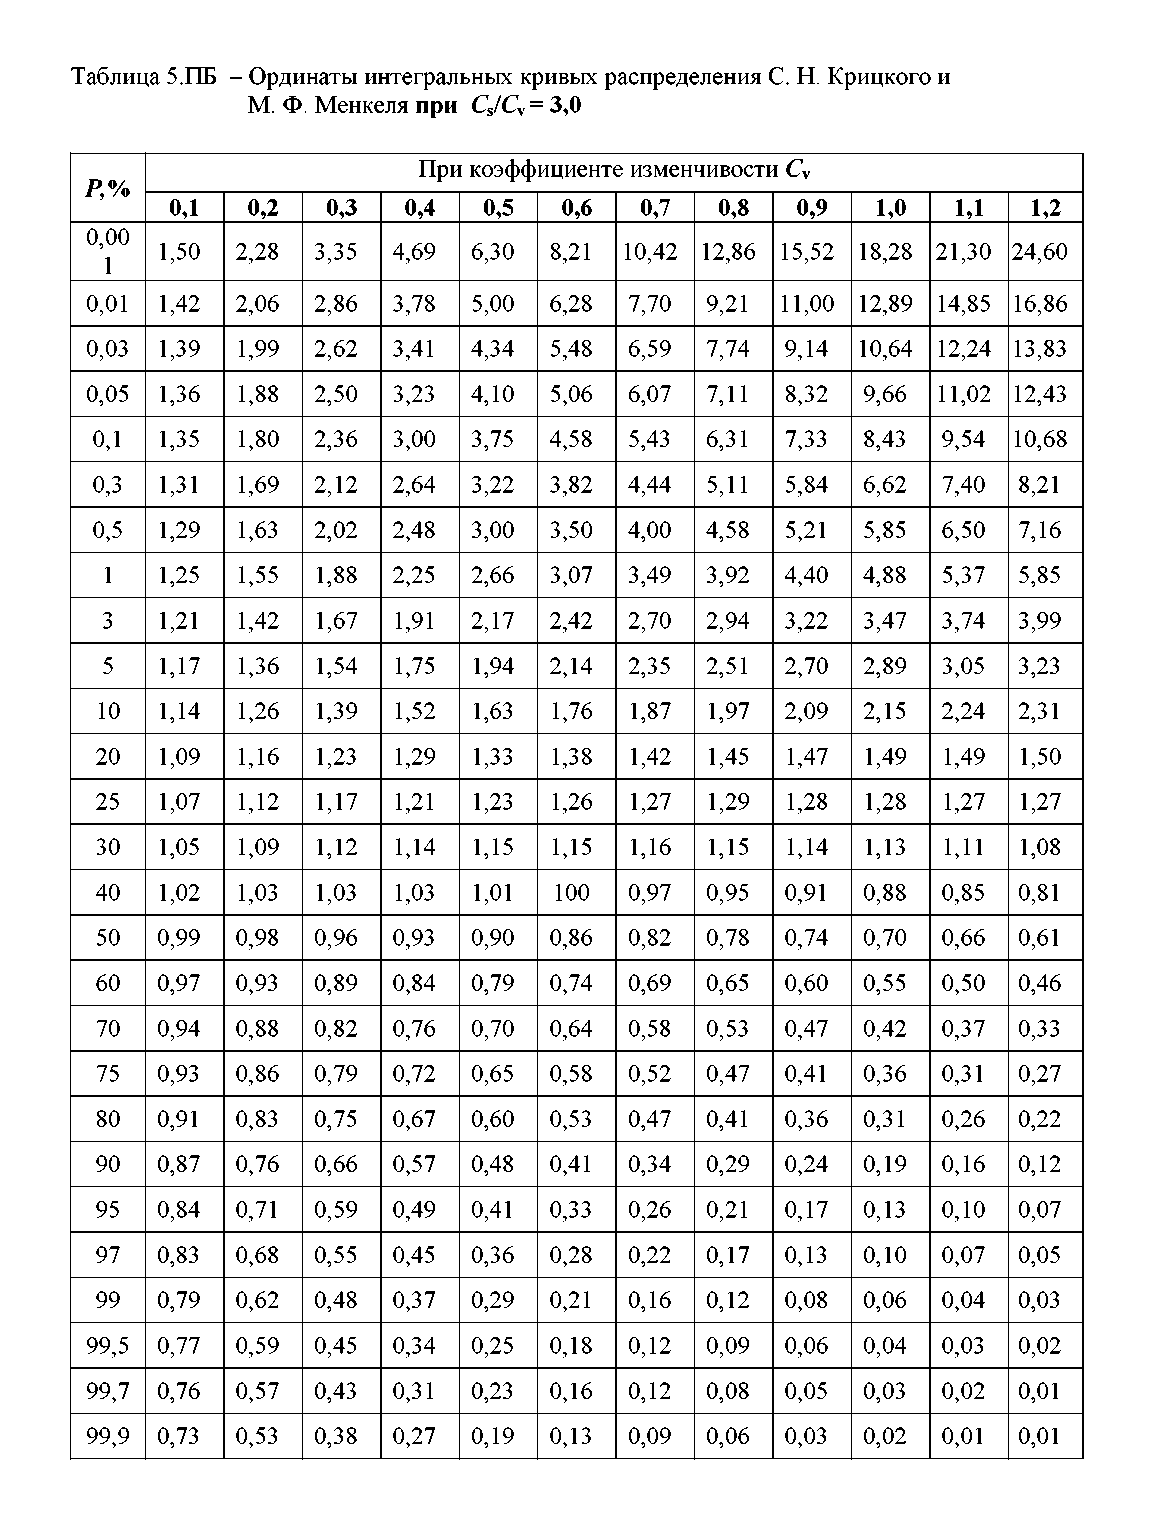 Таблица 5.ПБ – Ординаты интегральных кривых распределения С. Н. Крицкого и
М. Ф. Менкеля при Cs/Cv = 3,0
При коэффициенте изменчивости Cv
P,%
0,1 0,2 0,3 0,4 0,5 0,6 0,7 0,8 0,9 1,0 1,1 1,2
0,00
1 1,50 2,28 3,35 4,69 6,30 8,21 10,42 12,86 15,52 18,28 21,30 24,60
0,01 1,42 2,06 2,86 3,78 5,00 6,28 7,70 9,21 11,00 12,89 14,85 16,86
0,03 1,39 1,99 2,62 3,41 4,34 5,48 6,59 7,74 9,14 10,64 12,24 13,83
0,05 1,36 1,88 2,50 3,23 4,10 5,06 6,07 7,11 8,32 9,66 11,02 12,43
0,1 1,35 1,80 2,36 3,00 3,75 4,58 5,43 6,31 7,33 8,43 9,54 10,68
0,3 1,31 1,69 2,12 2,64 3,22 3,82 4,44 5,11 5,84 6,62 7,40 8,21
0,5 1,29 1,63 2,02 2,48 3,00 3,50 4,00 4,58 5,21 5,85 6,50 7,16
1 1,25 1,55 1,88 2,25 2,66 3,07 3,49 3,92 4,40 4,88 5,37 5,85
3 1,21 1,42 1,67 1,91 2,17 2,42 2,70 2,94 3,22 3,47 3,74 3,99
5 1,17 1,36 1,54 1,75 1,94 2,14 2,35 2,51 2,70 2,89 3,05 3,23
10 1,14 1,26 1,39 1,52 1,63 1,76 1,87 1,97 2,09 2,15 2,24 2,31
20 1,09 1,16 1,23 1,29 1,33 1,38 1,42 1,45 1,47 1,49 1,49 1,50
25 1,07 1,12 1,17 1,21 1,23 1,26 1,27 1,29 1,28 1,28 1,27 1,27
30 1,05 1,09 1,12 1,14 1,15 1,15 1,16 1,15 1,14 1,13 1,11 1,08
40 1,02 1,03 1,03 1,03 1,01 100 0,97 0,95 0,91 0,88 0,85 0,81
50 0,99 0,98 0,96 0,93 0,90 0,86 0,82 0,78 0,74 0,70 0,66 0,61
60 0,97 0,93 0,89 0,84 0,79 0,74 0,69 0,65 0,60 0,55 0,50 0,46
70 0,94 0,88 0,82 0,76 0,70 0,64 0,58 0,53 0,47 0,42 0,37 0,33
75 0,93 0,86 0,79 0,72 0,65 0,58 0,52 0,47 0,41 0,36 0,31 0,27
80 0,91 0,83 0,75 0,67 0,60 0,53 0,47 0,41 0,36 0,31 0,26 0,22
90 0,87 0,76 0,66 0,57 0,48 0,41 0,34 0,29 0,24 0,19 0,16 0,12
95 0,84 0,71 0,59 0,49 0,41 0,33 0,26 0,21 0,17 0,13 0,10 0,07
97 0,83 0,68 0,55 0,45 0,36 0,28 0,22 0,17 0,13 0,10 0,07 0,05
99 0,79 0,62 0,48 0,37 0,29 0,21 0,16 0,12 0,08 0,06 0,04 0,03
99,5 0,77 0,59 0,45 0,34 0,25 0,18 0,12 0,09 0,06 0,04 0,03 0,02
99,7 0,76 0,57 0,43 0,31 0,23 0,16 0,12 0,08 0,05 0,03 0,02 0,01
99,9 0,73 0,53 0,38 0,27 0,19 0,13 0,09 0,06 0,03 0,02 0,01 0,01